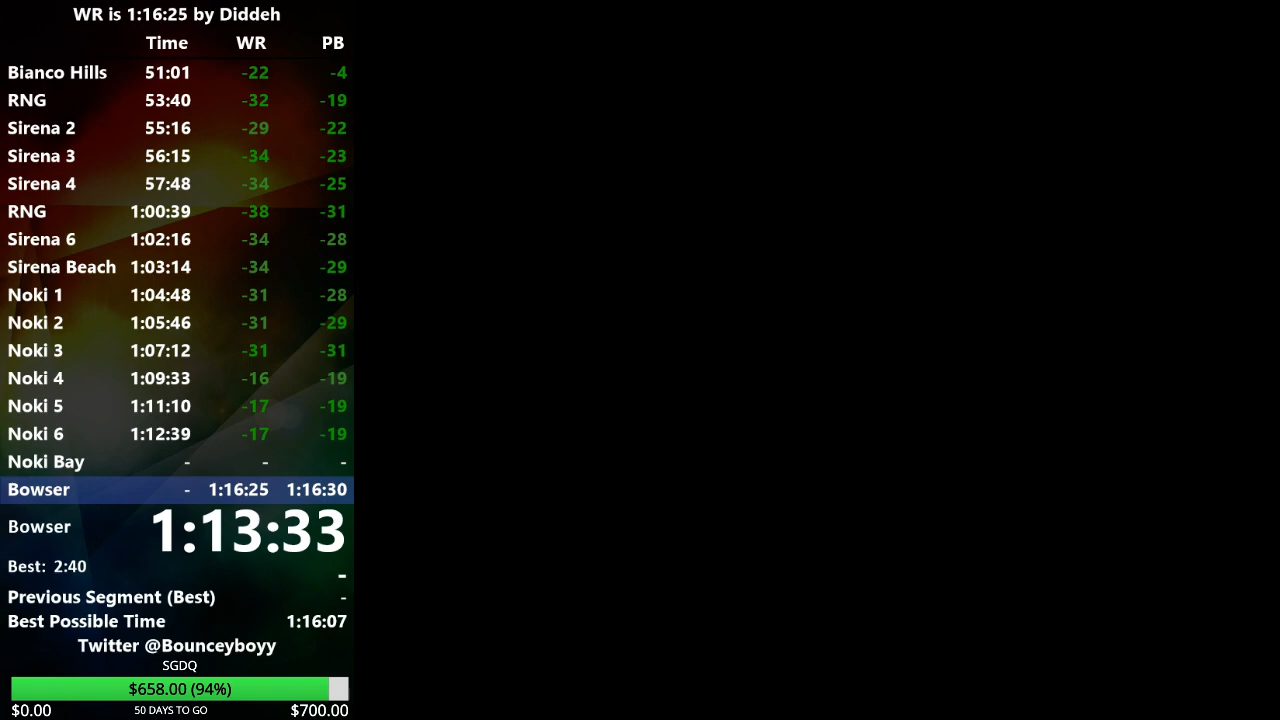 WR is 1:16:25 by Diddeh
Time WR PB
Bianco Hills 51:01 -22 -4
RNG 53:40 -32 -19
Sirena 2 55:16 -29 -22
Sirena 3 56:15 -34 -23
Sirena 4 57:48 -34 -25
RNG 1:00:39 -38 -31
Sirena 6 1:02:16 -34 -28
Sirena Beach 1:03:14 -34 -29
Noki 1 1:04:48 -31 -28
Noki 2 1:05:46 -31 -29
Noki 3 1:07:12 -31 -31
Noki 4 1:09:33 -16 -19
Noki 5 1:11:10 -17 -19
Noki 6 1:12:39 -17 -19
Noki Bay - - -
Bowser - 1:16:25 1:16:30
Bowser 1:13:33
Best: 2:40 -
Previous Segment (Best) -
Best Possible Time 1:16:07
Twitter @Bounceyboyy
SGDQ
$658.00 (94%)
$0.00 50 DAYS TO GO $700.00